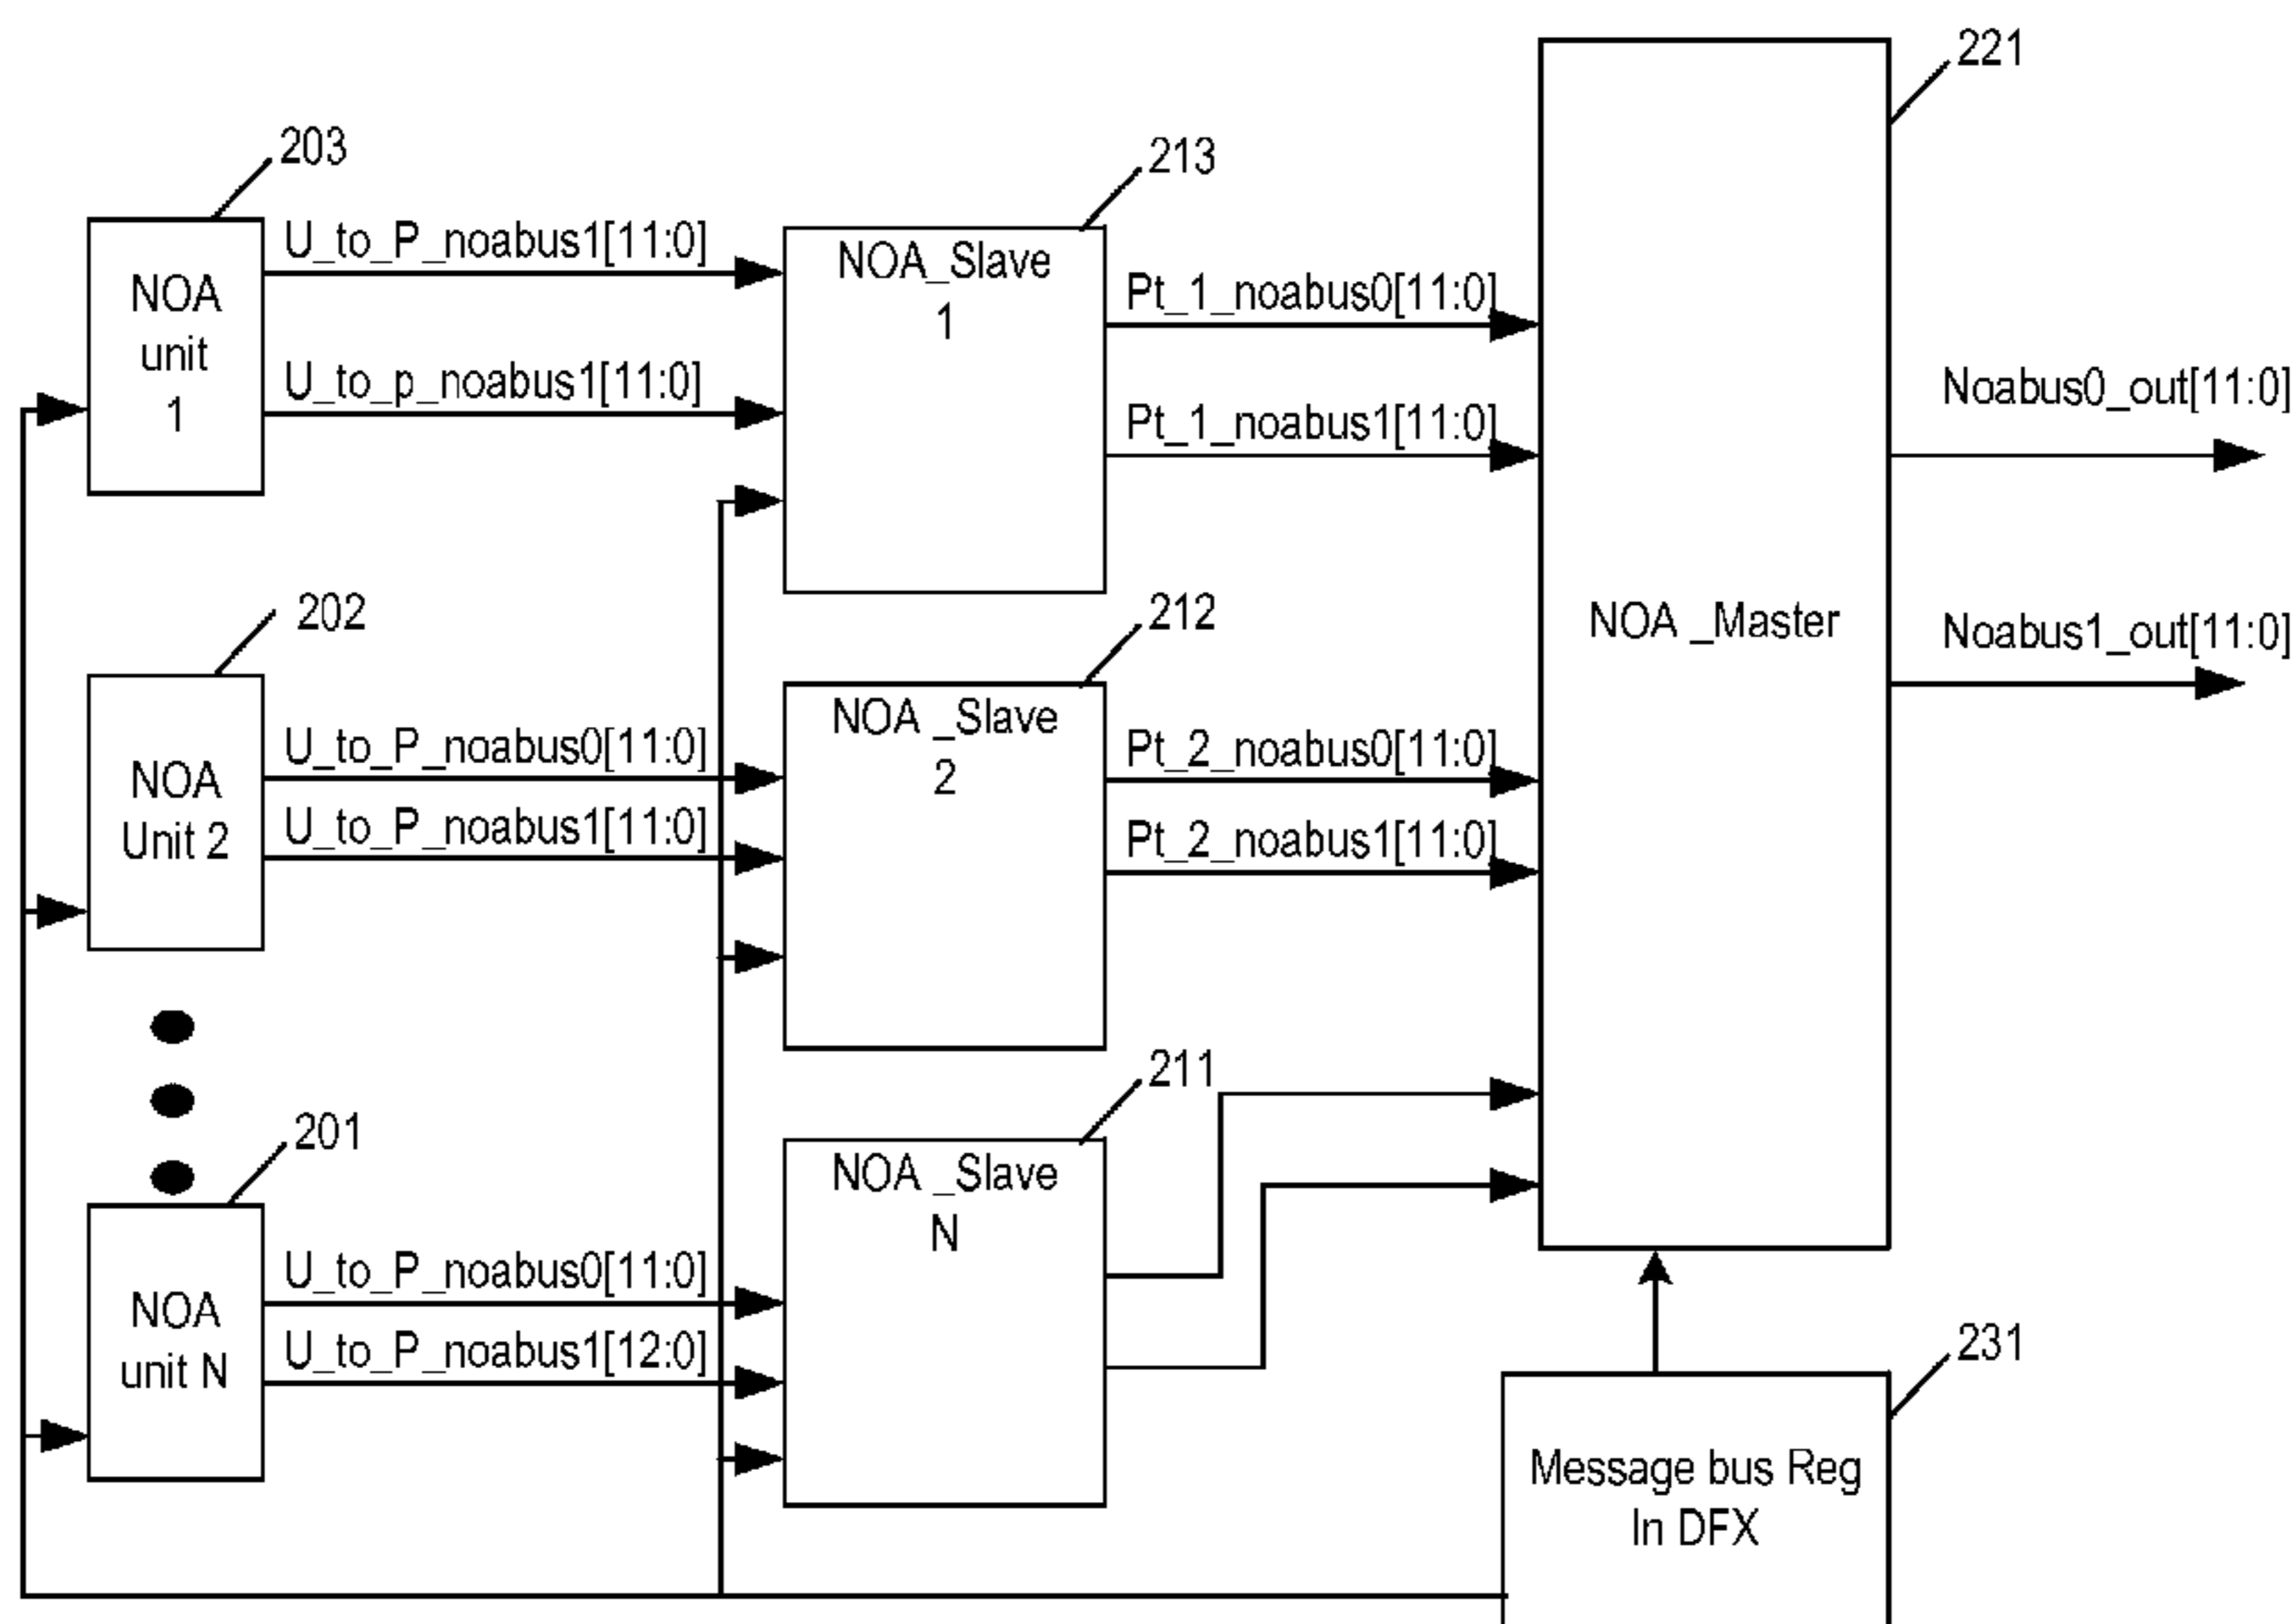 221
203
213
U_to_P_noabus1[11:0]
NOA_Slave
1
NOA
unit
1
Pt_1_noabus0[11:0]
U_to_p_noabus1[11:0]
Pt_1_noabus1[11:0]
Noabus0_out[11:0]
202
212
NOA _Master
Noabus1_out[11:0]
NOA _Slave
2
U_to_P_noabus0[11:0]
Pt_2_noabus0[11:0]
NOA
Unit 2
U_to_P_noabus1[11:0]
Pt_2_noabus1[11:0]
211
201
NOA _Slave
N
U_to_P_noabus0[11:0]
NOA
unit N
U_to_P_noabus1[12:0]
231
Message bus Reg
In DFX